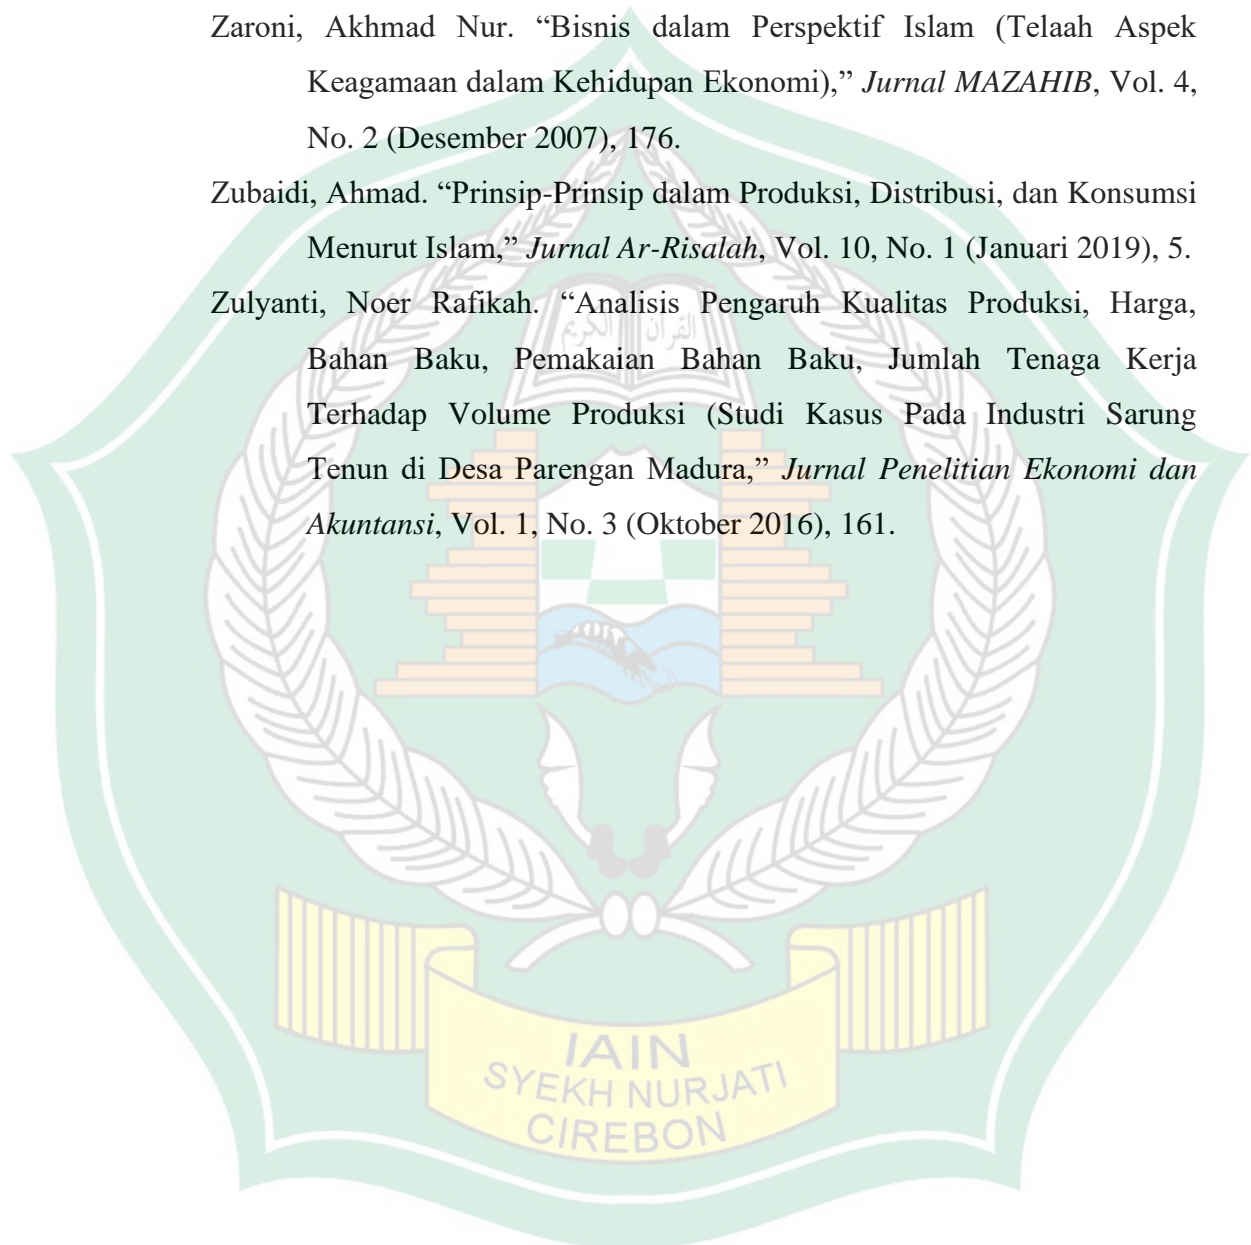 Zaroni, Akhmad Nur. “Bisnis dalam Perspektif Islam (Telaah Aspek
Keagamaan dalam Kehidupan Ekonomi),” Jurnal MAZAHIB, Vol. 4,
No. 2 (Desember 2007), 176.
Zubaidi, Ahmad. “Prinsip-Prinsip dalam Produksi, Distribusi, dan Konsumsi
Menurut Islam,” Jurnal Ar-Risalah, Vol. 10, No. 1 (Januari 2019), 5.
Zulyanti, Noer Rafikah. “Analisis Pengaruh Kualitas Produksi, Harga,
Bahan Baku, Pemakaian Bahan Baku, Jumlah Tenaga Kerja
Terhadap Volume Produksi (Studi Kasus Pada Industri Sarung
Tenun di Desa Parengan Madura,” Jurnal Penelitian Ekonomi dan
Akuntansi, Vol. 1, No. 3 (Oktober 2016), 161.
القرآن الكريم
IAIN
SYEKH NURJATI
CIREBON